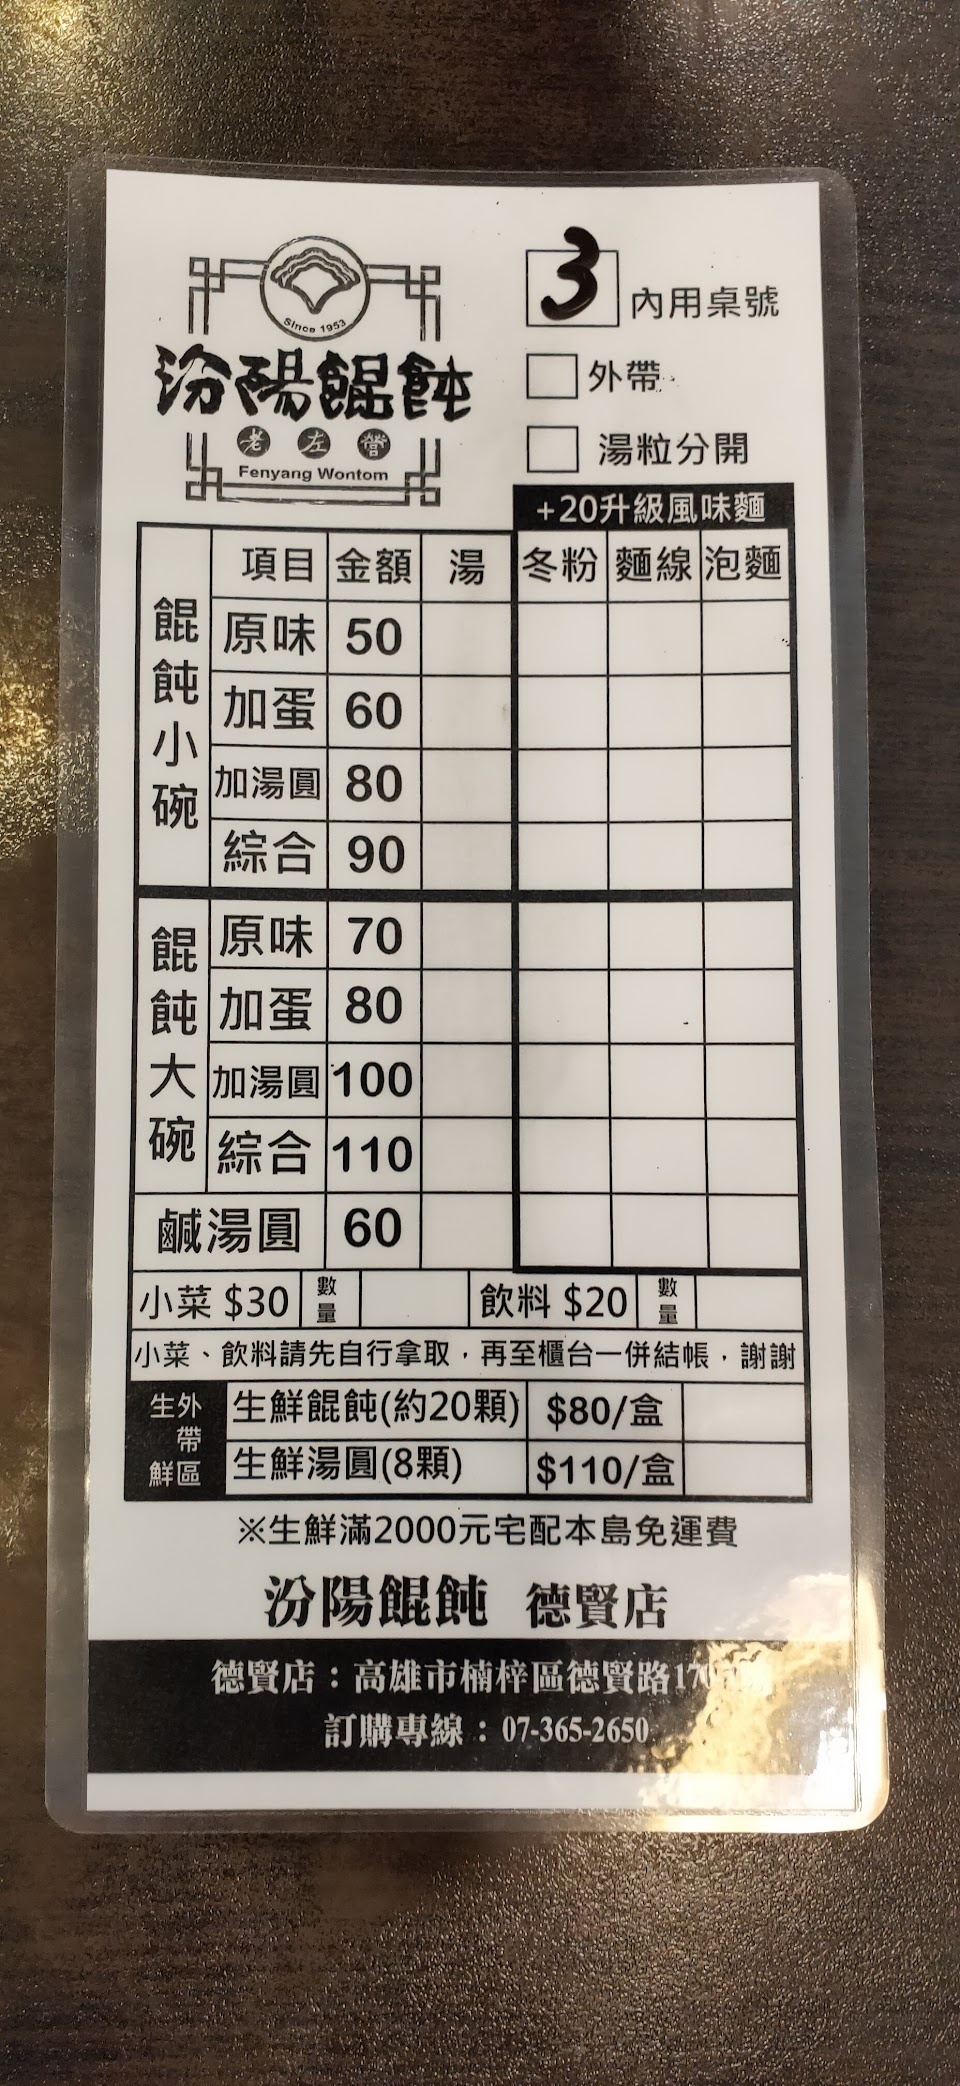 Since 1953
汾陽餛飩
老左營
Fenyang Wontom
3 內用桌號
外帶
湯粒分開
+20升級風味麵
項目 金額 湯 冬粉 麵線 泡麵
餛飩小碗
原味 50
加蛋 60
加湯圓 80
綜合 90
餛飩大碗
原味 70
加蛋 80
加湯圓 100
綜合 110
鹹湯圓 60
小菜 $30 數量 飲料 $20 數量
小菜、飲料請先自行拿取，再至櫃台一併結帳，謝謝
生鮮外帶區
生鮮餛飩(約20顆) $80/盒
生鮮湯圓(8顆) $110/盒
※生鮮滿2000元宅配本島免運費
汾陽餛飩 德賢店
德賢店：高雄市楠梓區德賢路
訂購專線：07-365-2650